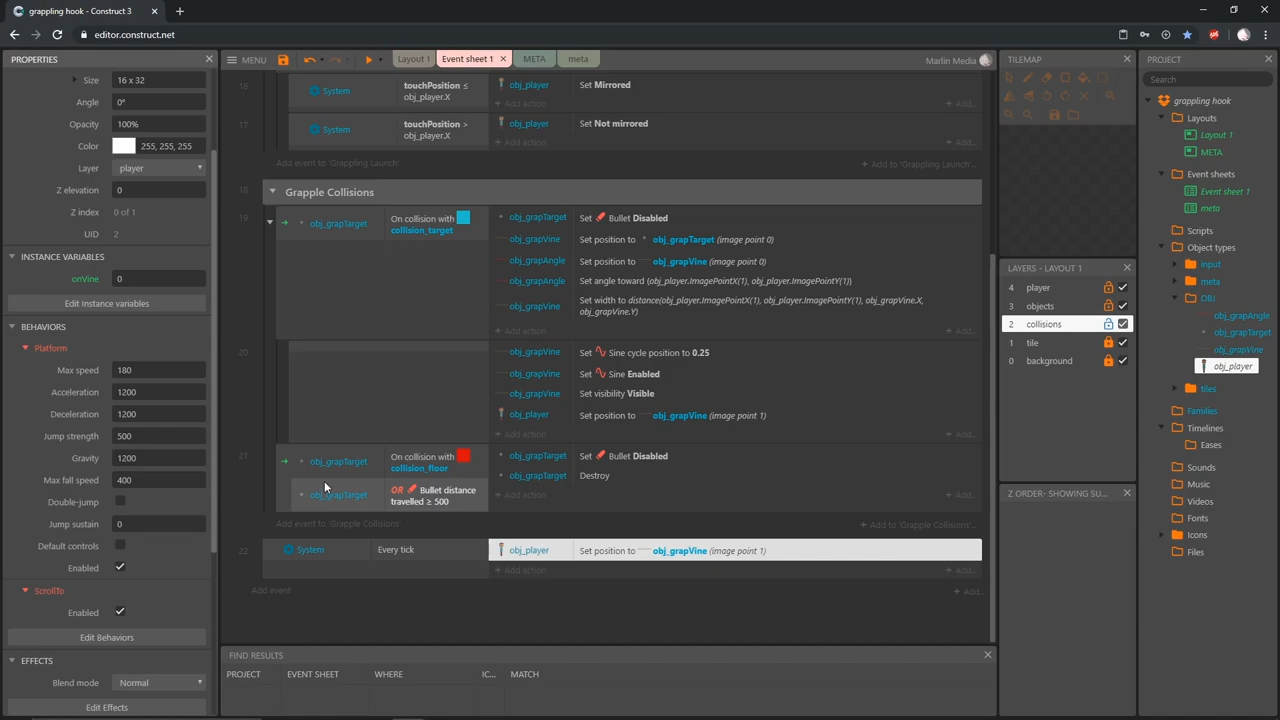 grappling hook - Construct 3
editor.construct.net
PROPERTIES
MENU
Layout 1
Event sheet 1
META
meta
Marlin Media
TILEMAP
PROJECT
Size
16 x 32
Angle
0°
Opacity
100%
Color
255, 255, 255
Layer
player
Z elevation
0
Z index
0 of 1
UID
2
INSTANCE VARIABLES
onVine
0
Edit Instance variables
BEHAVIORS
Platform
Max speed
180
Acceleration
1200
Deceleration
1200
Jump strength
500
Gravity
1200
Max fall speed
400
Double-jump
Jump sustain
0
Default controls
Enabled
ScrollTo
Enabled
Edit Behaviors
EFFECTS
Blend mode
Normal
Edit Effects
16
System
touchPosition ≤
obj_player.X
obj_player
Set Mirrored
Add action
Add...
17
System
touchPosition >
obj_player.X
obj_player
Set Not mirrored
Add action
Add...
Add event to 'Grappling Launch'
Add to 'Grappling Launch'...
18
Grapple Collisions
19
obj_grapTarget
On collision with
collision_target
obj_grapTarget
Set Bullet Disabled
obj_grapVine
Set position to obj_grapTarget (image point 0)
obj_grapAngle
Set position to obj_grapVine (image point 0)
obj_grapAngle
Set angle toward (obj_player.ImagePointX(1), obj_player.ImagePointY(1))
obj_grapVine
Set width to distance(obj_player.ImagePointX(1), obj_player.ImagePointY(1), obj_grapVine.X,
obj_grapVine.Y)
Add action
Add...
20
obj_grapVine
Set Sine cycle position to 0.25
obj_grapVine
Set Sine Enabled
obj_grapVine
Set visibility Visible
obj_player
Set position to obj_grapVine (image point 1)
Add action
Add...
21
obj_grapTarget
On collision with
collision_floor
obj_grapTarget
OR Bullet distance
travelled ≥ 500
obj_grapTarget
Set Bullet Disabled
obj_grapTarget
Destroy
Add action
Add...
Add event to 'Grapple Collisions'
Add to 'Grapple Collisions'...
22
System
Every tick
obj_player
Set position to obj_grapVine (image point 1)
Add action
Add...
Add event
Add...
FIND RESULTS
PROJECT
EVENT SHEET
WHERE
IC...
MATCH
LAYERS - LAYOUT 1
4 player
3 objects
2 collisions
1 tile
0 background
Z ORDER- SHOWING SU...
Search
grappling hook
Layouts
Layout 1
META
Event sheets
Event sheet 1
meta
Scripts
Object types
input
meta
OBJ
obj_grapAngle
obj_grapTarget
obj_grapVine
obj_player
tiles
Families
Timelines
Eases
Sounds
Music
Videos
Fonts
Icons
Files